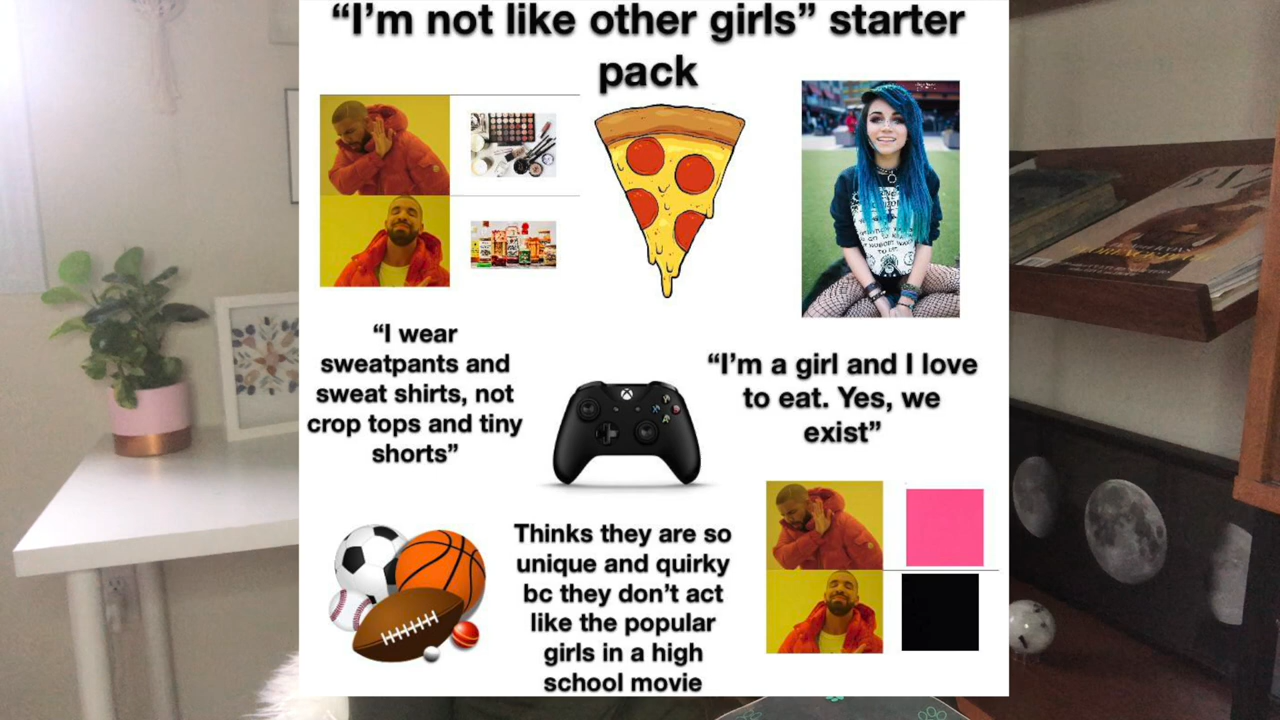 “I’m not like other girls” starter
pack
“I wear
sweatpants and
sweat shirts, not
crop tops and tiny
shorts”
“I’m a girl and I love
to eat. Yes, we
exist”
Thinks they are so
unique and quirky
bc they don’t act
like the popular
girls in a high
school movie